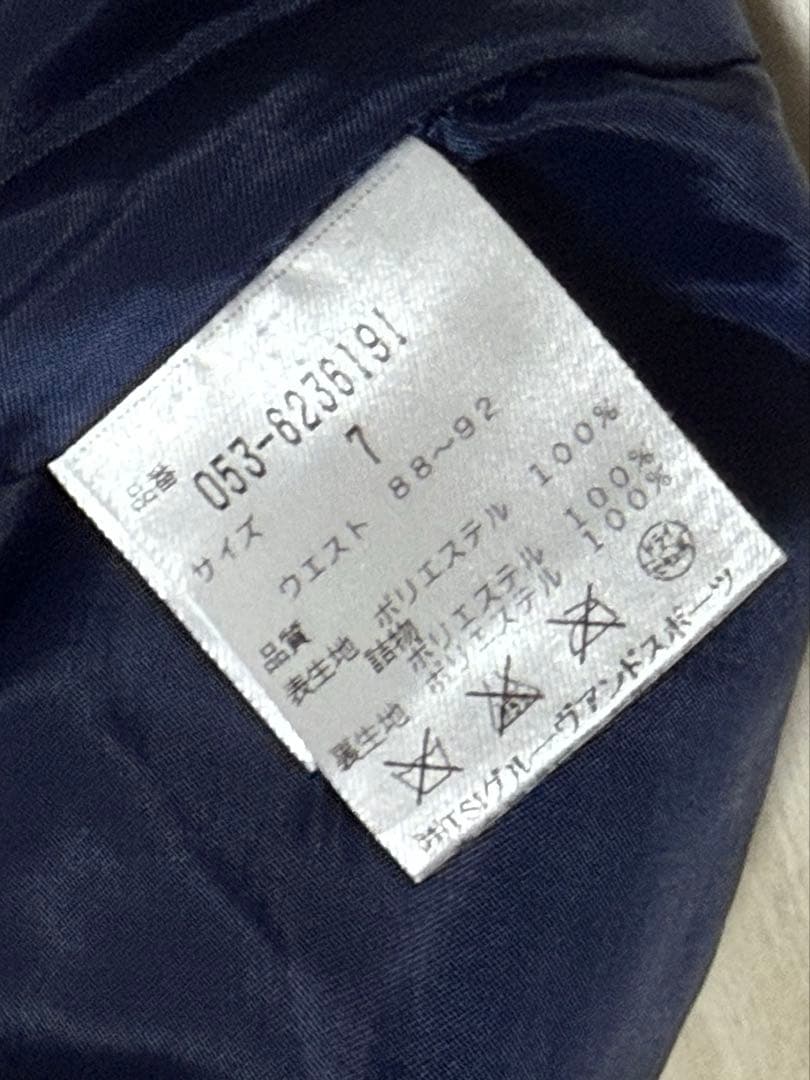 品番 053-6236191
サイズ 7
ウエスト 88～92
品質
表生地 ポリエステル 100%
詰物 ポリエステル 100%
裏生地 ポリエステル 100%
㈱TSIグルーヴアンドスポーツ